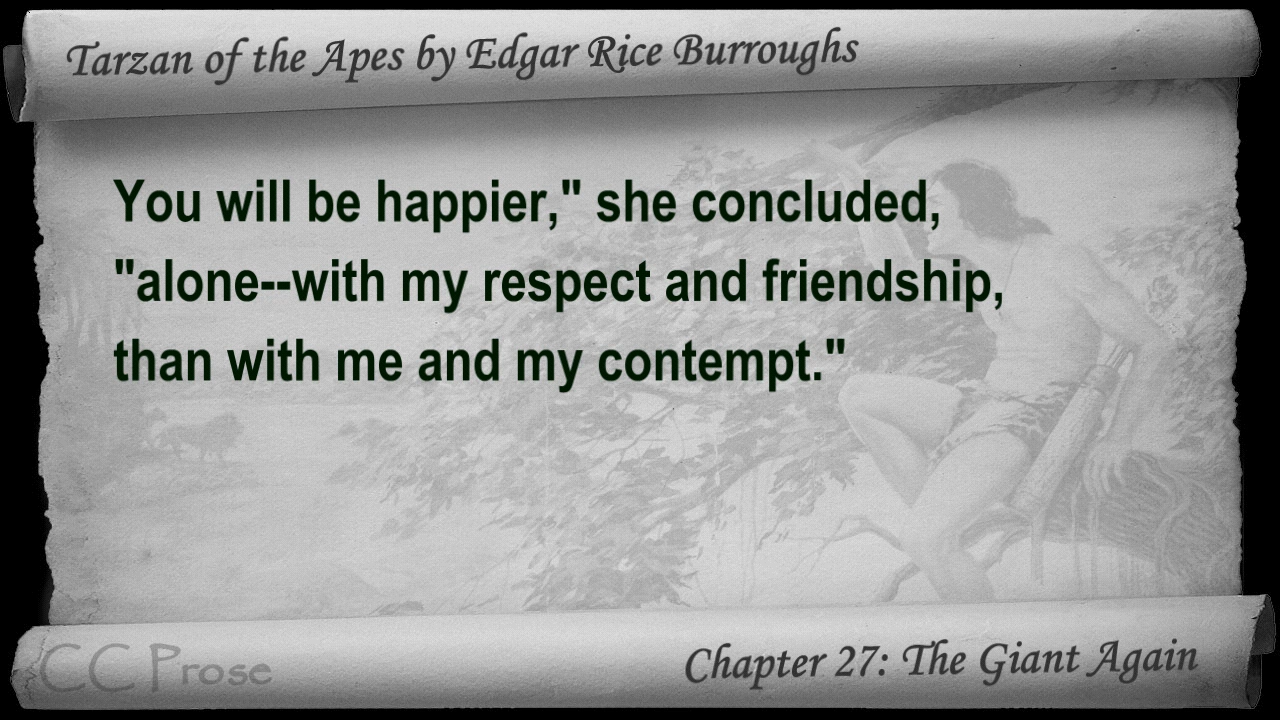 Tarzan of the Apes by Edgar Rice Burroughs
You will be happier," she concluded,
"alone--with my respect and friendship,
than with me and my contempt."
CC Prose
Chapter 27: The Giant Again